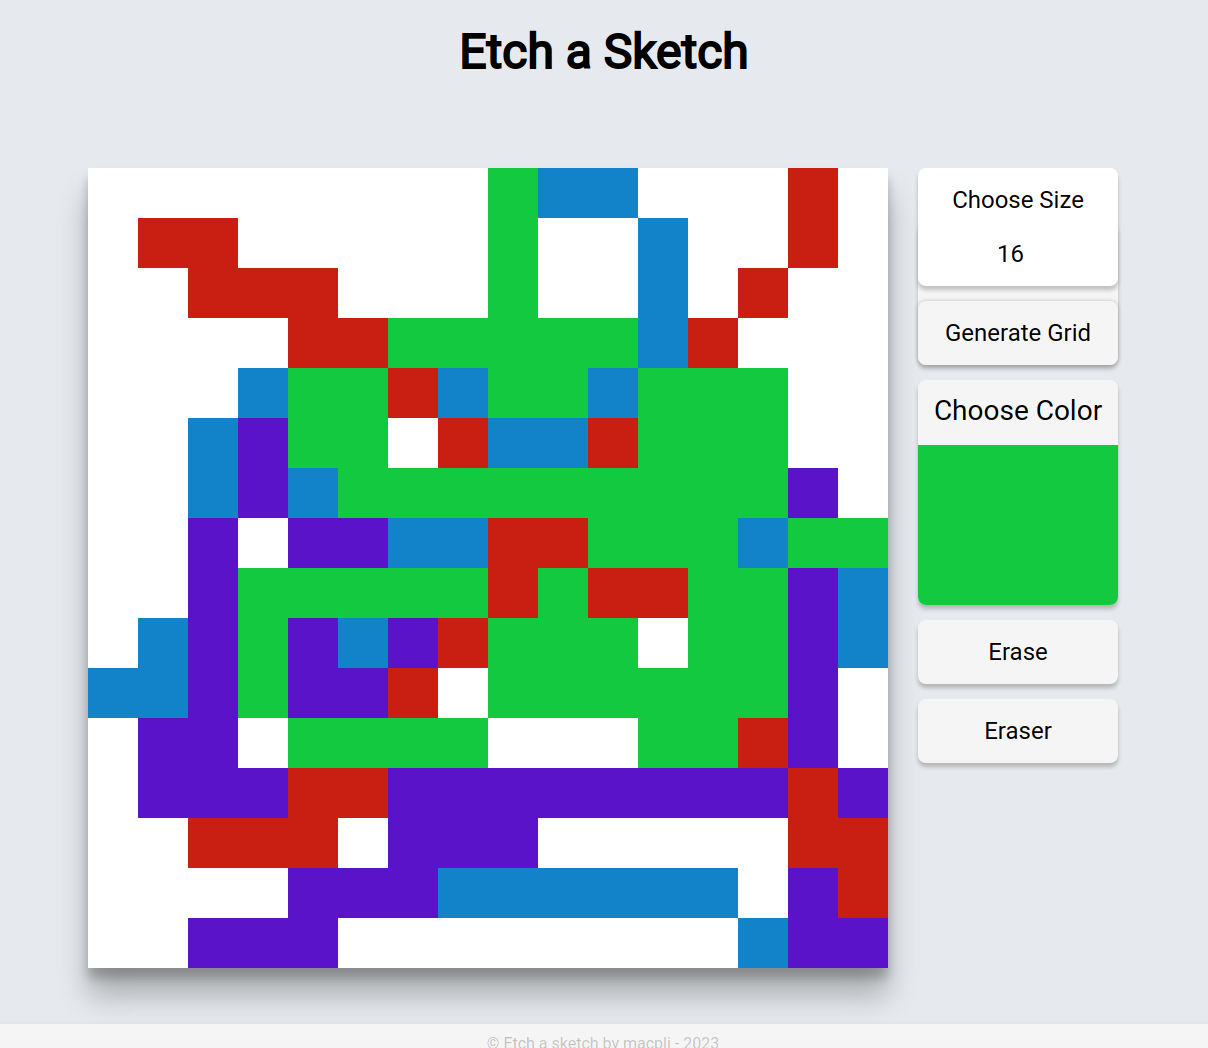 Etch a Sketch
Choose Size
16
Generate Grid
Choose Color
Erase
Eraser
© Etch a sketch by macpli - 2023